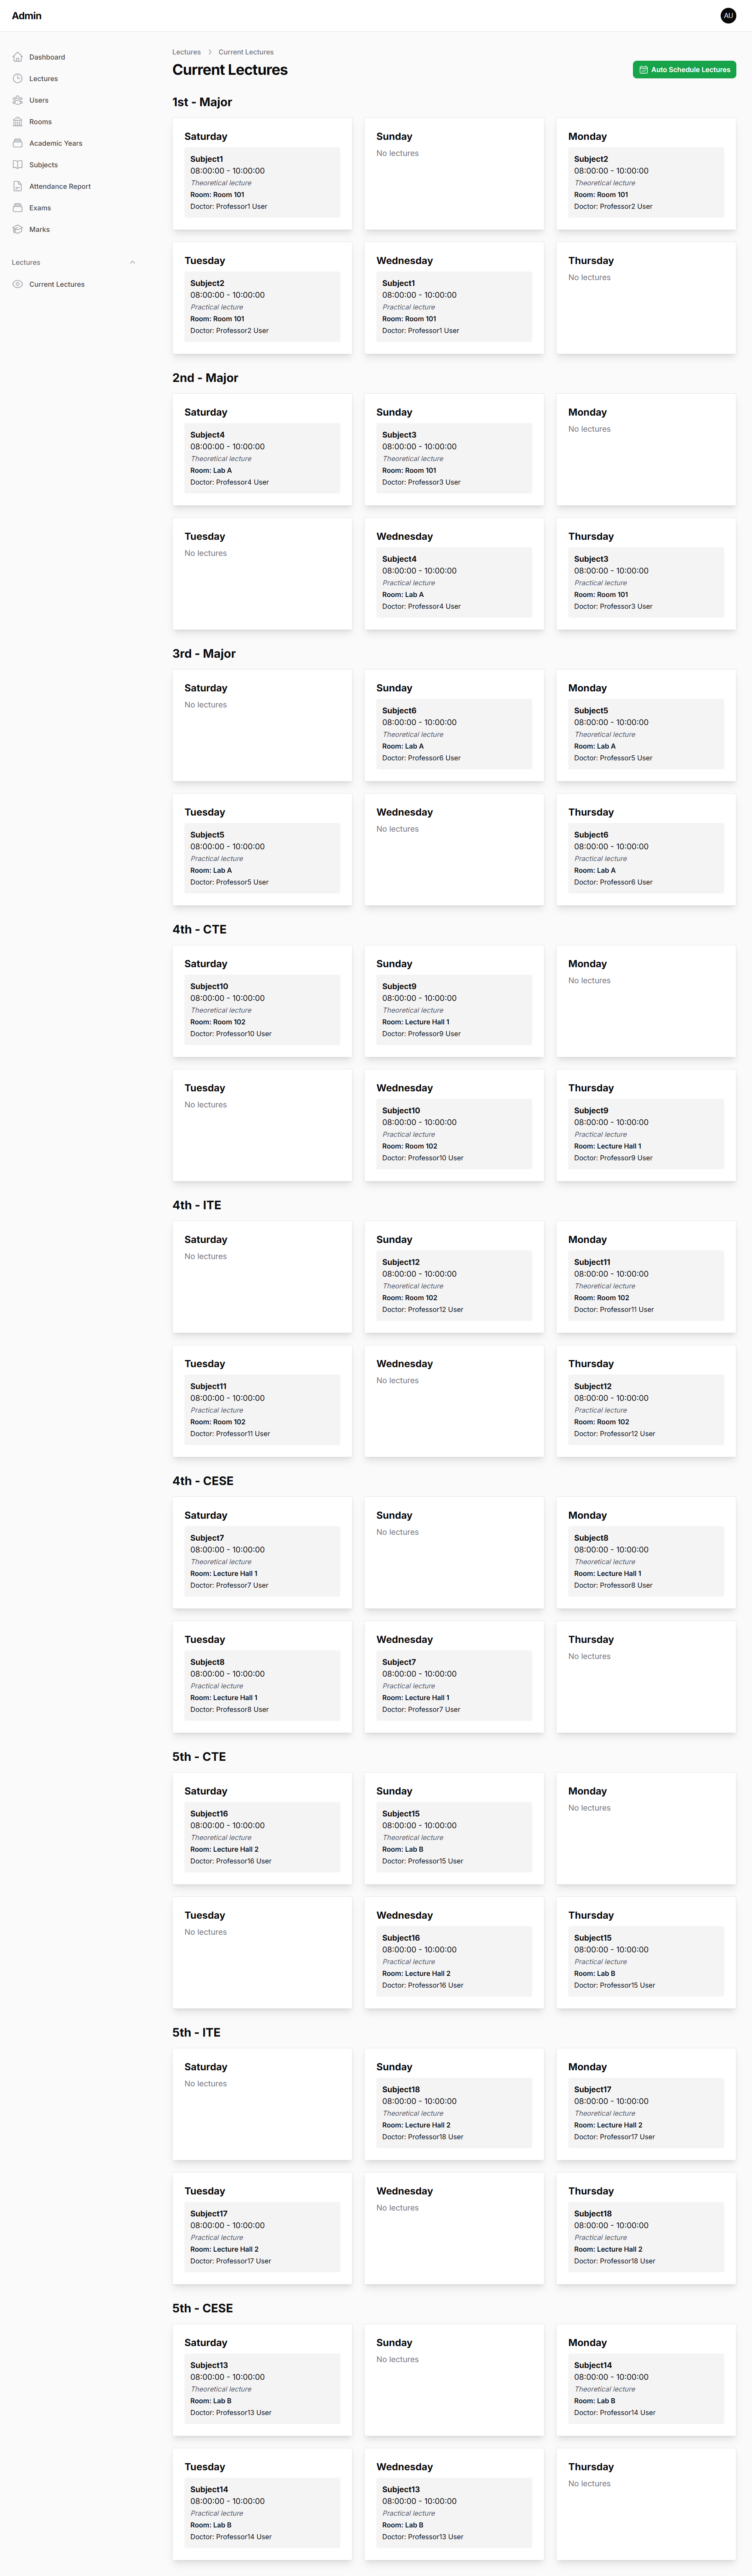 Admin
AU
Dashboard
Lectures
Users
Rooms
Academic Years
Subjects
Attendance Report
Exams
Marks
Lectures
Current Lectures
Lectures > Current Lectures
Current Lectures
Auto Schedule Lectures
1st - Major
Saturday
Subject1
08:00:00 - 10:00:00
Theoretical lecture
Room: Room 101
Doctor: Professor1 User
Sunday
No lectures
Monday
Subject2
08:00:00 - 10:00:00
Theoretical lecture
Room: Room 101
Doctor: Professor2 User
Tuesday
Subject2
08:00:00 - 10:00:00
Practical lecture
Room: Room 101
Doctor: Professor2 User
Wednesday
Subject1
08:00:00 - 10:00:00
Practical lecture
Room: Room 101
Doctor: Professor1 User
Thursday
No lectures
2nd - Major
Saturday
Subject4
08:00:00 - 10:00:00
Theoretical lecture
Room: Lab A
Doctor: Professor4 User
Sunday
Subject3
08:00:00 - 10:00:00
Theoretical lecture
Room: Room 101
Doctor: Professor3 User
Monday
No lectures
Tuesday
No lectures
Wednesday
Subject4
08:00:00 - 10:00:00
Practical lecture
Room: Lab A
Doctor: Professor4 User
Thursday
Subject3
08:00:00 - 10:00:00
Practical lecture
Room: Room 101
Doctor: Professor3 User
3rd - Major
Saturday
No lectures
Sunday
Subject6
08:00:00 - 10:00:00
Theoretical lecture
Room: Lab A
Doctor: Professor6 User
Monday
Subject5
08:00:00 - 10:00:00
Theoretical lecture
Room: Lab A
Doctor: Professor5 User
Tuesday
Subject5
08:00:00 - 10:00:00
Practical lecture
Room: Lab A
Doctor: Professor5 User
Wednesday
No lectures
Thursday
Subject6
08:00:00 - 10:00:00
Practical lecture
Room: Lab A
Doctor: Professor6 User
4th - CTE
Saturday
Subject10
08:00:00 - 10:00:00
Theoretical lecture
Room: Room 102
Doctor: Professor10 User
Sunday
Subject9
08:00:00 - 10:00:00
Theoretical lecture
Room: Lecture Hall 1
Doctor: Professor9 User
Monday
No lectures
Tuesday
No lectures
Wednesday
Subject10
08:00:00 - 10:00:00
Practical lecture
Room: Room 102
Doctor: Professor10 User
Thursday
Subject9
08:00:00 - 10:00:00
Practical lecture
Room: Lecture Hall 1
Doctor: Professor9 User
4th - ITE
Saturday
No lectures
Sunday
Subject12
08:00:00 - 10:00:00
Theoretical lecture
Room: Room 102
Doctor: Professor12 User
Monday
Subject11
08:00:00 - 10:00:00
Theoretical lecture
Room: Room 102
Doctor: Professor11 User
Tuesday
Subject11
08:00:00 - 10:00:00
Practical lecture
Room: Room 102
Doctor: Professor11 User
Wednesday
No lectures
Thursday
Subject12
08:00:00 - 10:00:00
Practical lecture
Room: Room 102
Doctor: Professor12 User
4th - CESE
Saturday
Subject7
08:00:00 - 10:00:00
Theoretical lecture
Room: Lecture Hall 1
Doctor: Professor7 User
Sunday
No lectures
Monday
Subject8
08:00:00 - 10:00:00
Theoretical lecture
Room: Lecture Hall 1
Doctor: Professor8 User
Tuesday
Subject8
08:00:00 - 10:00:00
Practical lecture
Room: Lecture Hall 1
Doctor: Professor8 User
Wednesday
Subject7
08:00:00 - 10:00:00
Practical lecture
Room: Lecture Hall 1
Doctor: Professor7 User
Thursday
No lectures
5th - CTE
Saturday
Subject16
08:00:00 - 10:00:00
Theoretical lecture
Room: Lecture Hall 2
Doctor: Professor16 User
Sunday
Subject15
08:00:00 - 10:00:00
Theoretical lecture
Room: Lab B
Doctor: Professor15 User
Monday
No lectures
Tuesday
No lectures
Wednesday
Subject16
08:00:00 - 10:00:00
Practical lecture
Room: Lecture Hall 2
Doctor: Professor16 User
Thursday
Subject15
08:00:00 - 10:00:00
Practical lecture
Room: Lab B
Doctor: Professor15 User
5th - ITE
Saturday
No lectures
Sunday
Subject18
08:00:00 - 10:00:00
Theoretical lecture
Room: Lecture Hall 2
Doctor: Professor18 User
Monday
Subject17
08:00:00 - 10:00:00
Theoretical lecture
Room: Lecture Hall 2
Doctor: Professor17 User
Tuesday
Subject17
08:00:00 - 10:00:00
Practical lecture
Room: Lecture Hall 2
Doctor: Professor17 User
Wednesday
No lectures
Thursday
Subject18
08:00:00 - 10:00:00
Practical lecture
Room: Lecture Hall 2
Doctor: Professor18 User
5th - CESE
Saturday
Subject13
08:00:00 - 10:00:00
Theoretical lecture
Room: Lab B
Doctor: Professor13 User
Sunday
No lectures
Monday
Subject14
08:00:00 - 10:00:00
Theoretical lecture
Room: Lab B
Doctor: Professor14 User
Tuesday
Subject14
08:00:00 - 10:00:00
Practical lecture
Room: Lab B
Doctor: Professor14 User
Wednesday
Subject13
08:00:00 - 10:00:00
Practical lecture
Room: Lab B
Doctor: Professor13 User
Thursday
No lectures